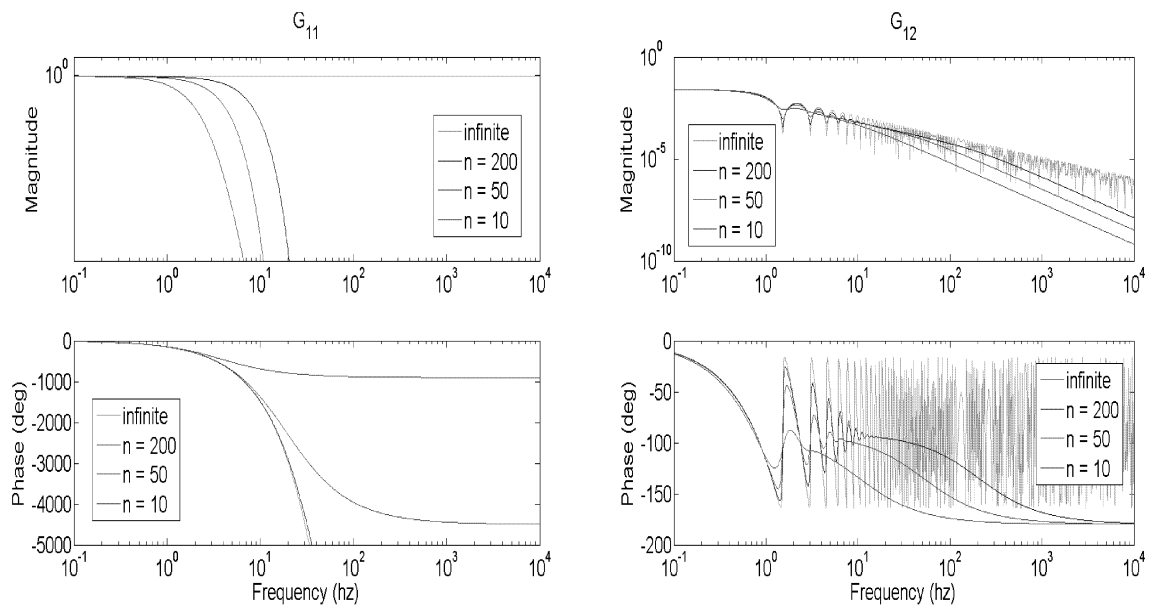 G11
Magnitude
10^0
infinite
n = 200
n = 50
n = 10
10^-1 10^0 10^1 10^2 10^3 10^4
G12
Magnitude
10^0
10^-5
10^-10
infinite
n = 200
n = 50
n = 10
10^-1 10^0 10^1 10^2 10^3 10^4
Phase (deg)
0
-1000
-2000
-3000
-4000
-5000
infinite
n = 200
n = 50
n = 10
10^-1 10^0 10^1 10^2 10^3 10^4
Frequency (hz)
Phase (deg)
0
-50
-100
-150
-200
infinite
n = 200
n = 50
n = 10
10^-1 10^0 10^1 10^2 10^3 10^4
Frequency (hz)